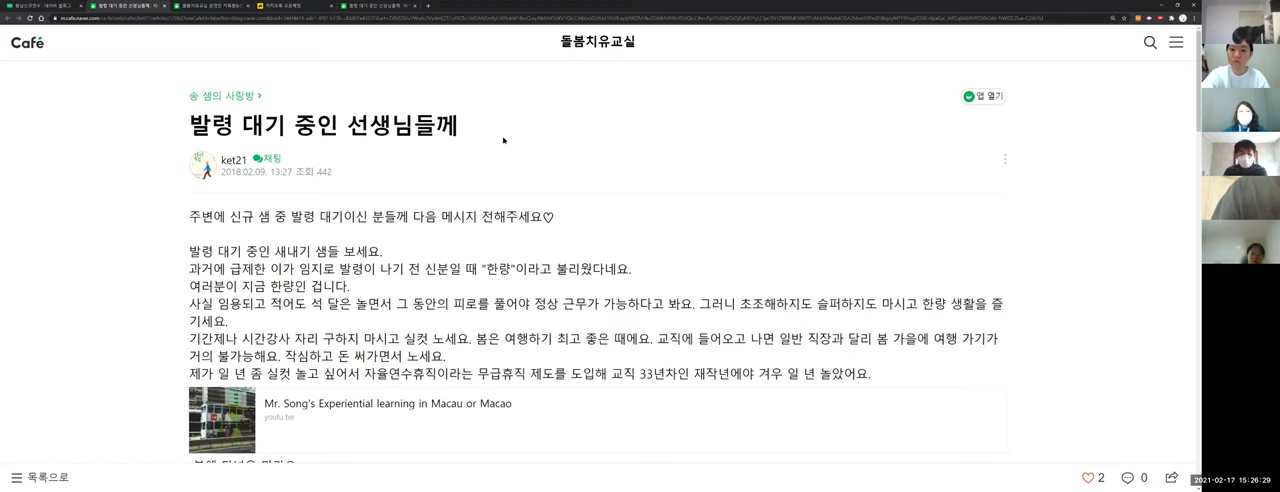 Café
돌봄치유교실
송 샘의 사랑방 >
앱 열기
발령 대기 중인 선생님들께
ket21 채팅
2018.02.09. 13:27 조회 442
주변에 신규 샘 중 발령 대기이신 분들께 다음 메시지 전해주세요♡
발령 대기 중인 새내기 샘들 보세요.
과거에 급제한 이가 임지로 발령이 나기 전 신분일 때 "한량"이라고 불리웠다네요.
여러분이 지금 한량인 겁니다.
사실 임용되고 적어도 석 달은 놀면서 그 동안의 피로를 풀어야 정상 근무가 가능하다고 봐요. 그러니 초조해하지도 슬퍼하지도 마시고 한량 생활을 즐
기세요.
기간제나 시간강사 자리 구하지 마시고 실컷 노세요. 봄은 여행하기 최고 좋은 때에요. 교직에 들어오고 나면 일반 직장과 달리 봄 가을에 여행 가기가
거의 불가능해요. 작심하고 돈 써가면서 노세요.
제가 일 년 좀 실컷 놀고 싶어서 자율연수휴직이라는 무급휴직 제도를 도입해 교직 33년차인 재작년에야 겨우 일 년 놀았어요.
Mr. Song's Experiential learning in Macau or Macao
youtu.be
목록으로
2
0
2021-02-17 15:26:29